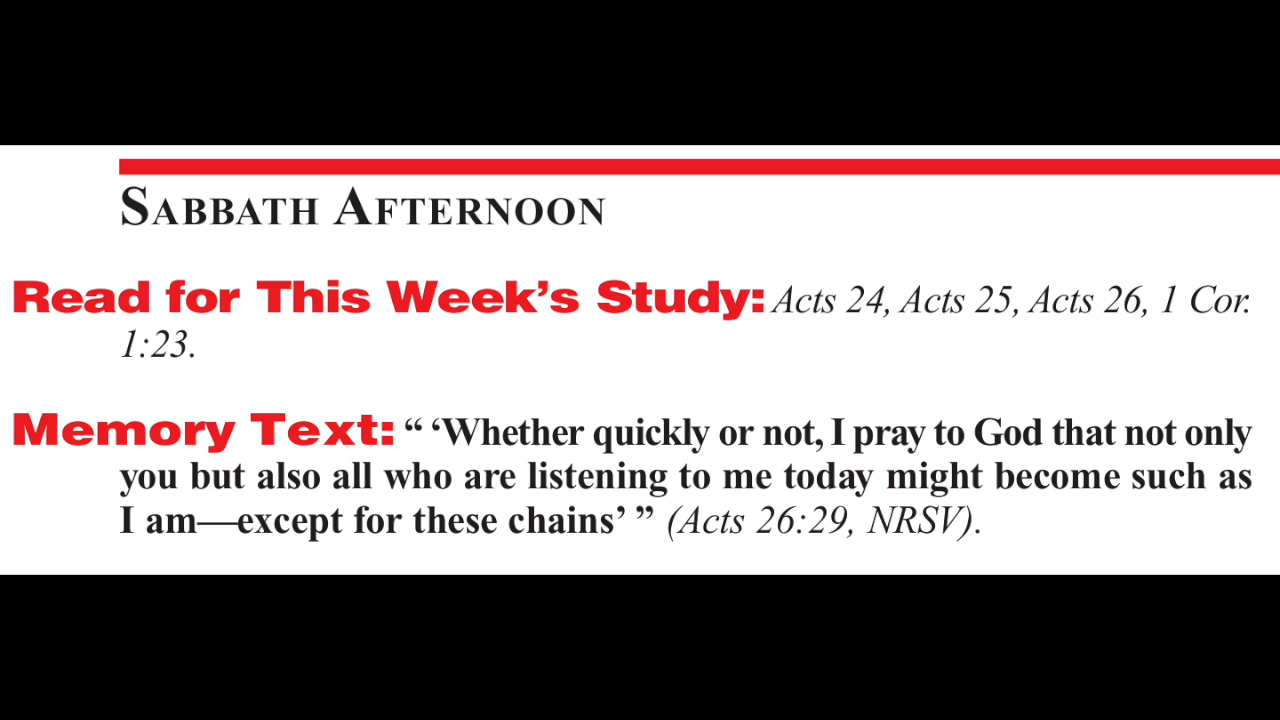 SABBATH AFTERNOON
Read for This Week’s Study: Acts 24, Acts 25, Acts 26, 1 Cor.
1:23.
Memory Text: “ ‘Whether quickly or not, I pray to God that not only
you but also all who are listening to me today might become such as
I am—except for these chains’ ” (Acts 26:29, NRSV).